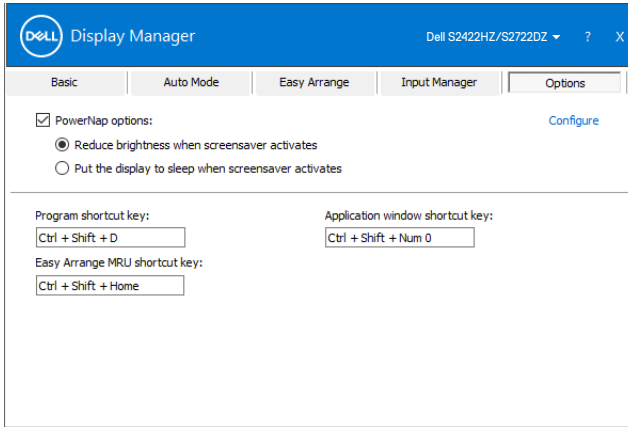 DELL Display Manager Dell S2422HZ/S2722DZ ? X
Basic Auto Mode Easy Arrange Input Manager Options
PowerNap options: Configure
Reduce brightness when screensaver activates
Put the display to sleep when screensaver activates
Program shortcut key: Application window shortcut key:
Ctrl + Shift + D Ctrl + Shift + Num 0
Easy Arrange MRU shortcut key:
Ctrl + Shift + Home